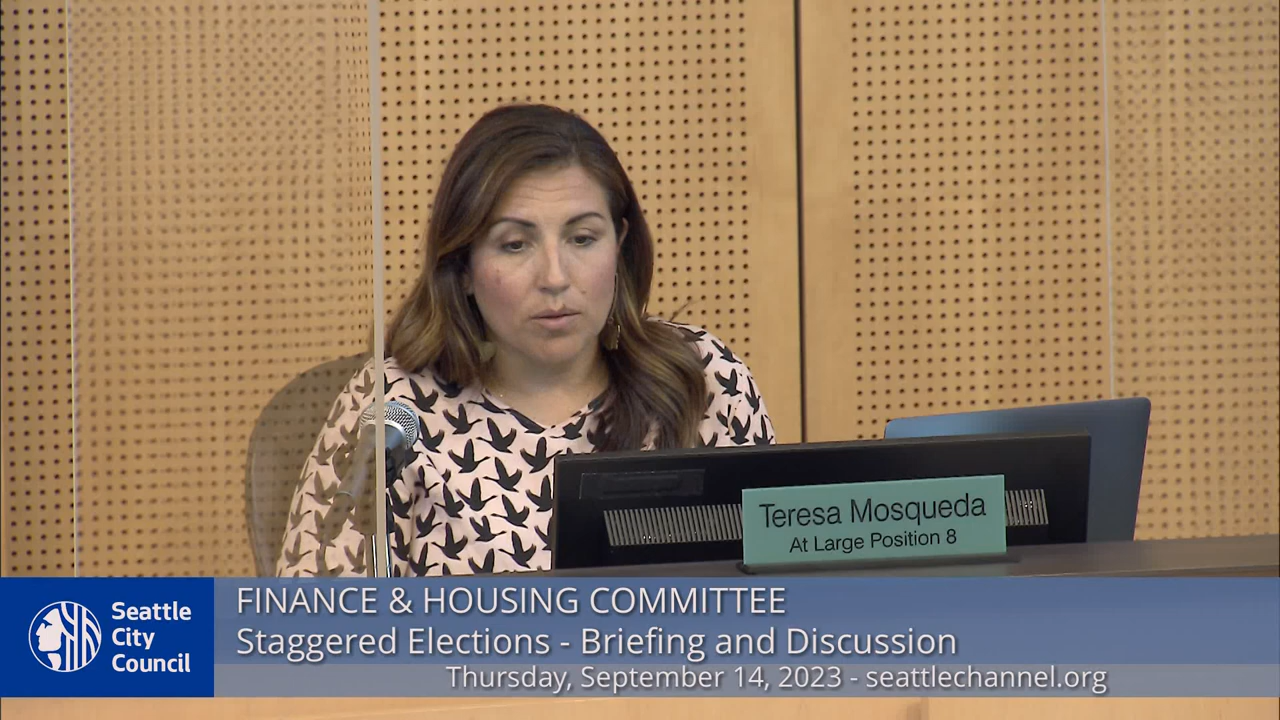 Teresa Mosqueda
At Large Position 8
Seattle
City
Council
FINANCE & HOUSING COMMITTEE
Staggered Elections - Briefing and Discussion
Thursday, September 14, 2023 - seattlechannel.org